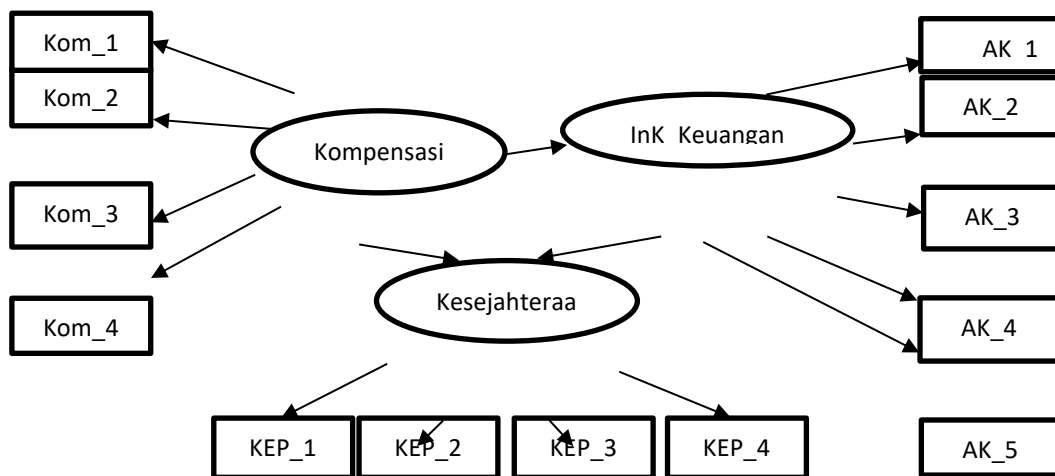 Kom_1
AK 1
Kom_2
AK_2
Kompensasi
InK Keuangan
Kom_3
AK_3
Kesejahteraa
Kom_4
AK_4
KEP_1
KEP_2
KEP_3
KEP_4
AK_5